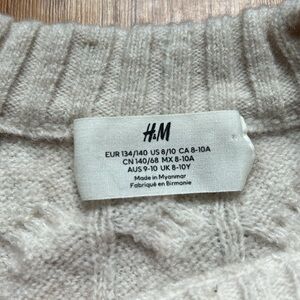 H&M
EUR 134/140 US 8/10 CA 8-10A
CN 140/68 MX 8-10A
AUS 9-10 UK 8-10Y
Made in Myanmar
Fabriqué en Birmanie